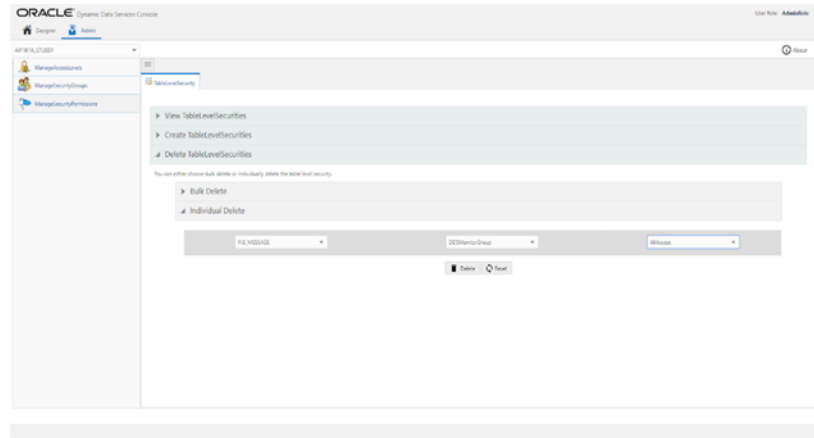 ORACLE Dynamic Data Services Console
User Role AdminRole
Designer Admin
About
ManageAccessLevels
ManageSecurityGroups
ManageSecurityPermissions
TableLevelSecurity
View TableLevelSecurities
Create TableLevelSecurities
Delete TableLevelSecurities
You can either choose bulk delete or individually delete the table level security.
Bulk Delete
Individual Delete
DDSMonitorGroup AllAccess
Delete Reset